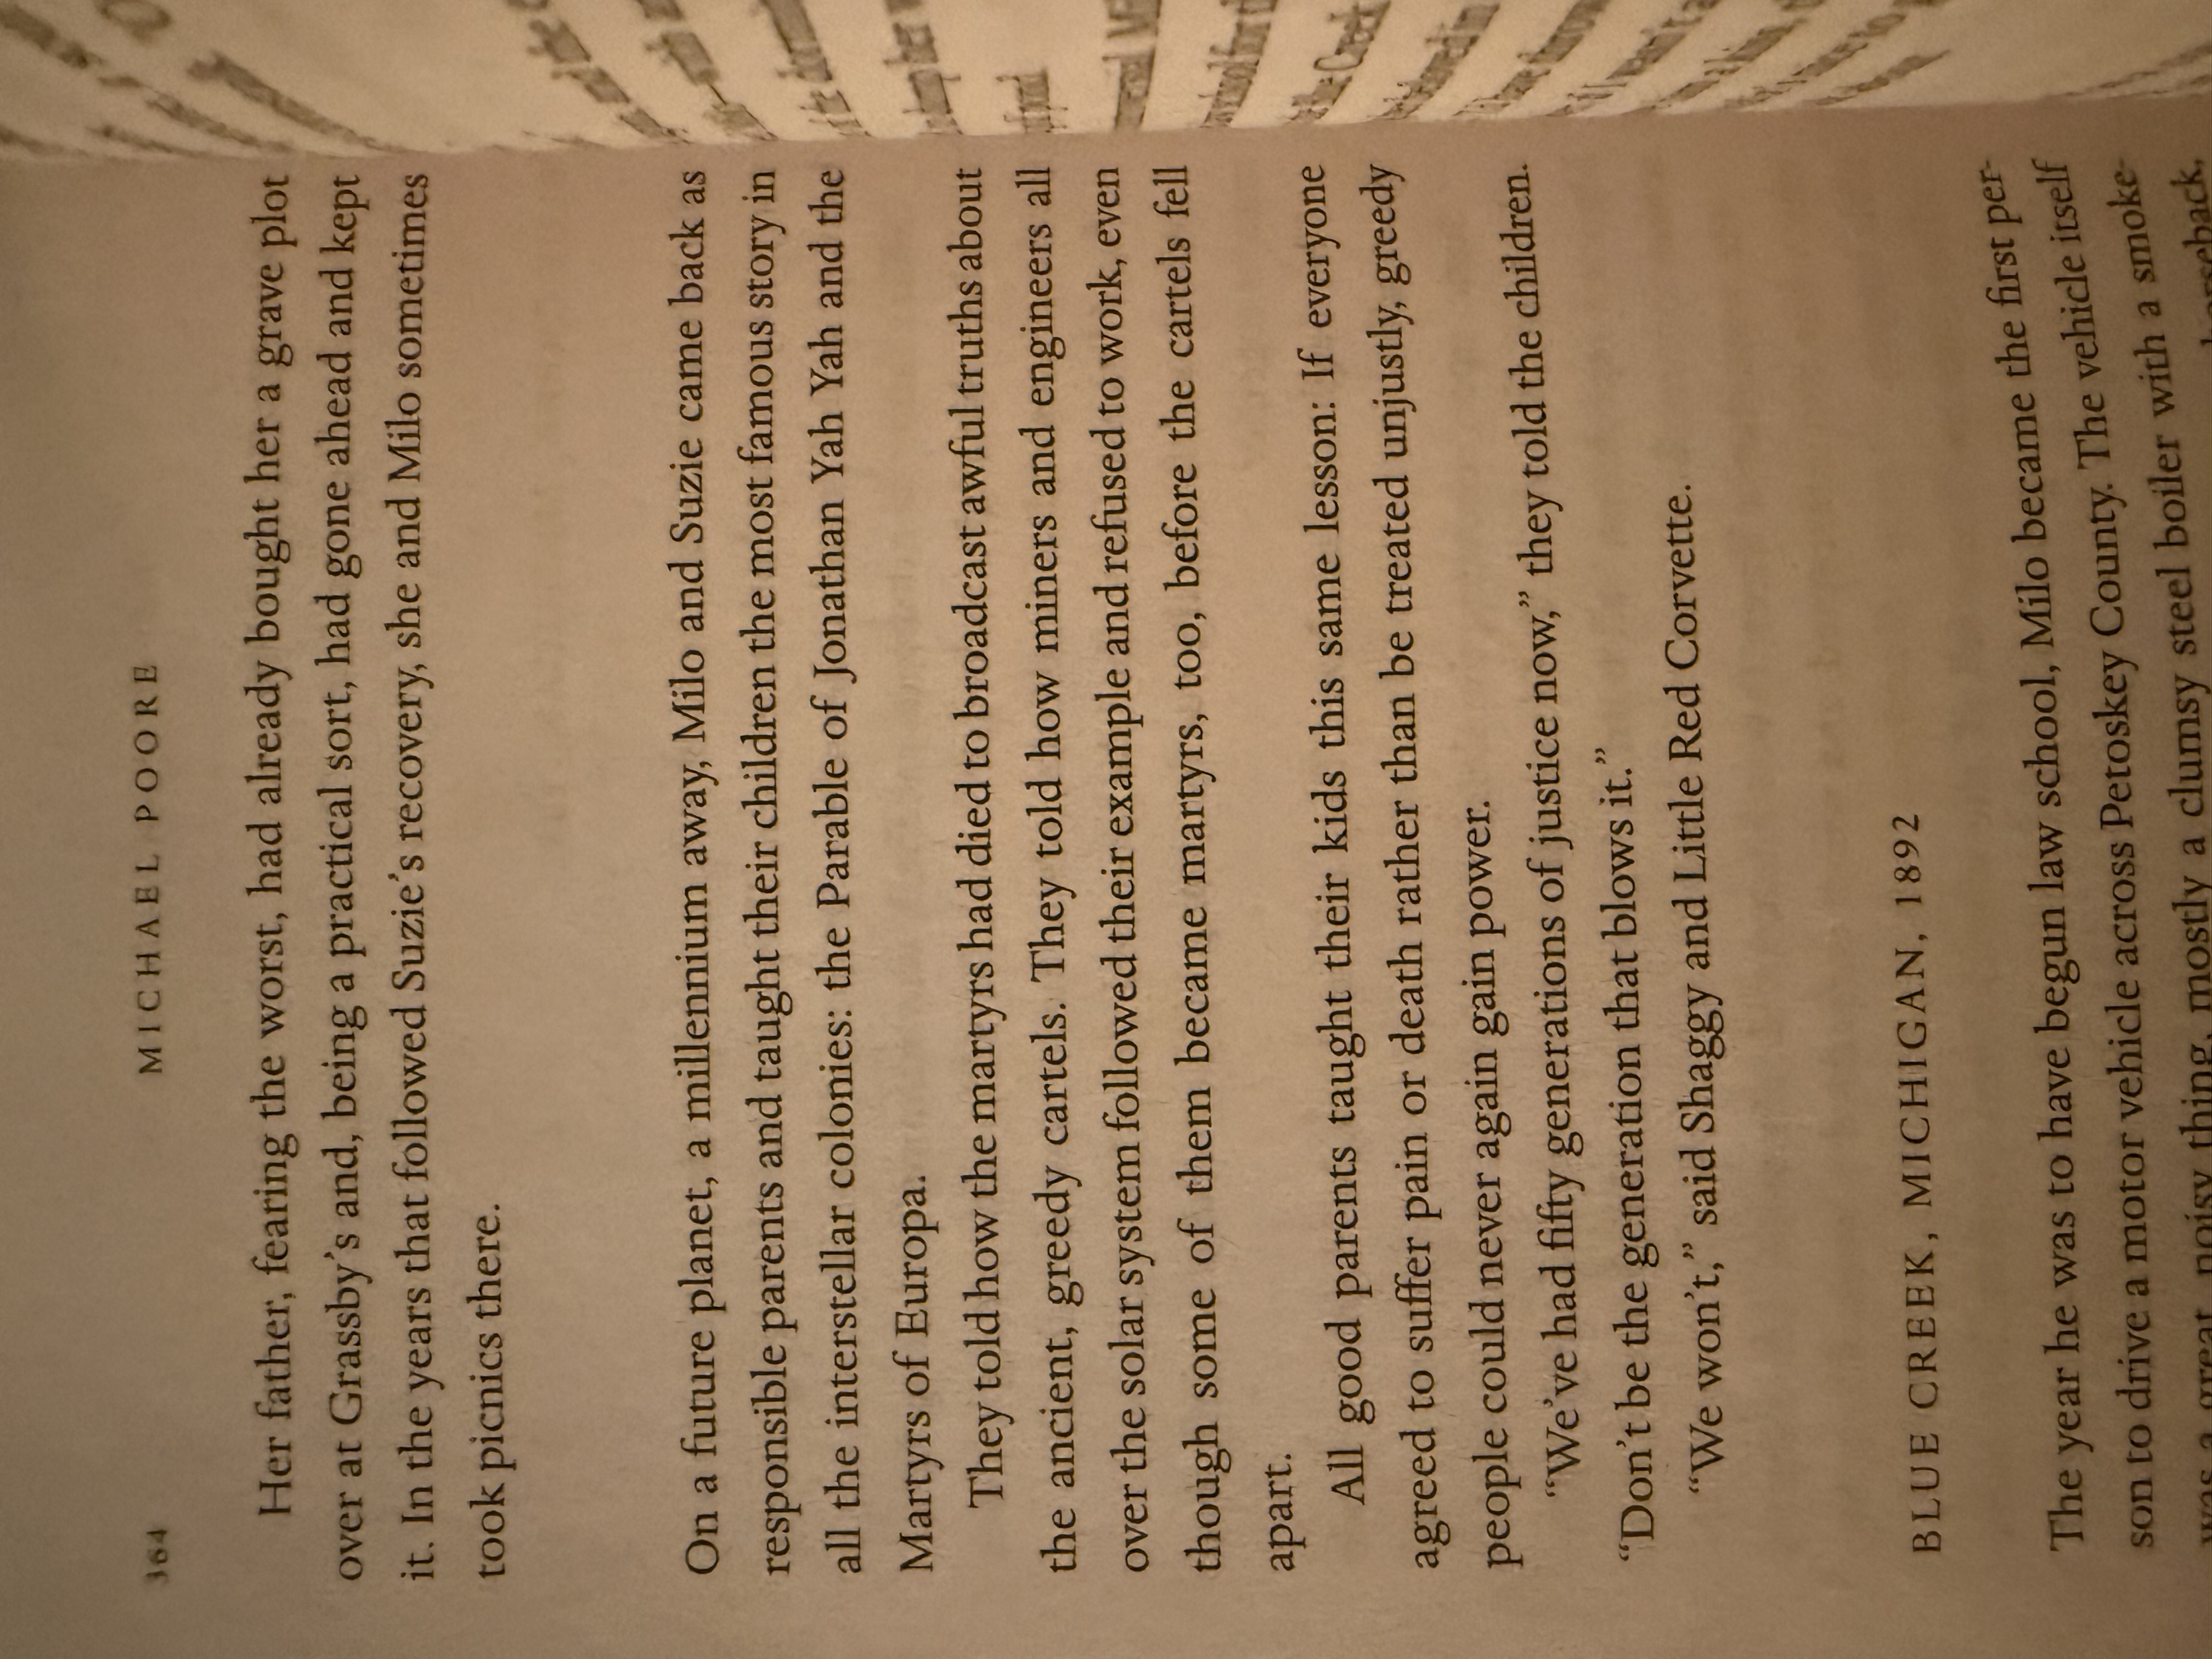 364
MICHAEL POORE
Her father, fearing the worst, had already bought her a grave plot
over at Grassby's and, being a practical sort, had gone ahead and kept
it. In the years that followed Suzie's recovery, she and Milo sometimes
took picnics there.
On a future planet, a millennium away, Milo and Suzie came back as
responsible parents and taught their children the most famous story in
all the interstellar colonies: the Parable of Jonathan Yah Yah and the
Martyrs of Europa.
They told how the martyrs had died to broadcast awful truths about
the ancient, greedy cartels. They told how miners and engineers all
over the solar system followed their example and refused to work, even
though some of them became martyrs, too, before the cartels fell
apart.
All good parents taught their kids this same lesson: If everyone
agreed to suffer pain or death rather than be treated unjustly, greedy
people could never again gain power.
“We've had fifty generations of justice now,” they told the children.
“Don't be the generation that blows it.”
“We won't,” said Shaggy and Little Red Corvette.
BLUE CREEK, MICHIGAN, 1892
The year he was to have begun law school, Milo became the first per-
son to drive a motor vehicle across Petoskey County. The vehicle itself
was a great, noisy thing, mostly a clumsy steel boiler with a smoke-
horseback,
her
Creek